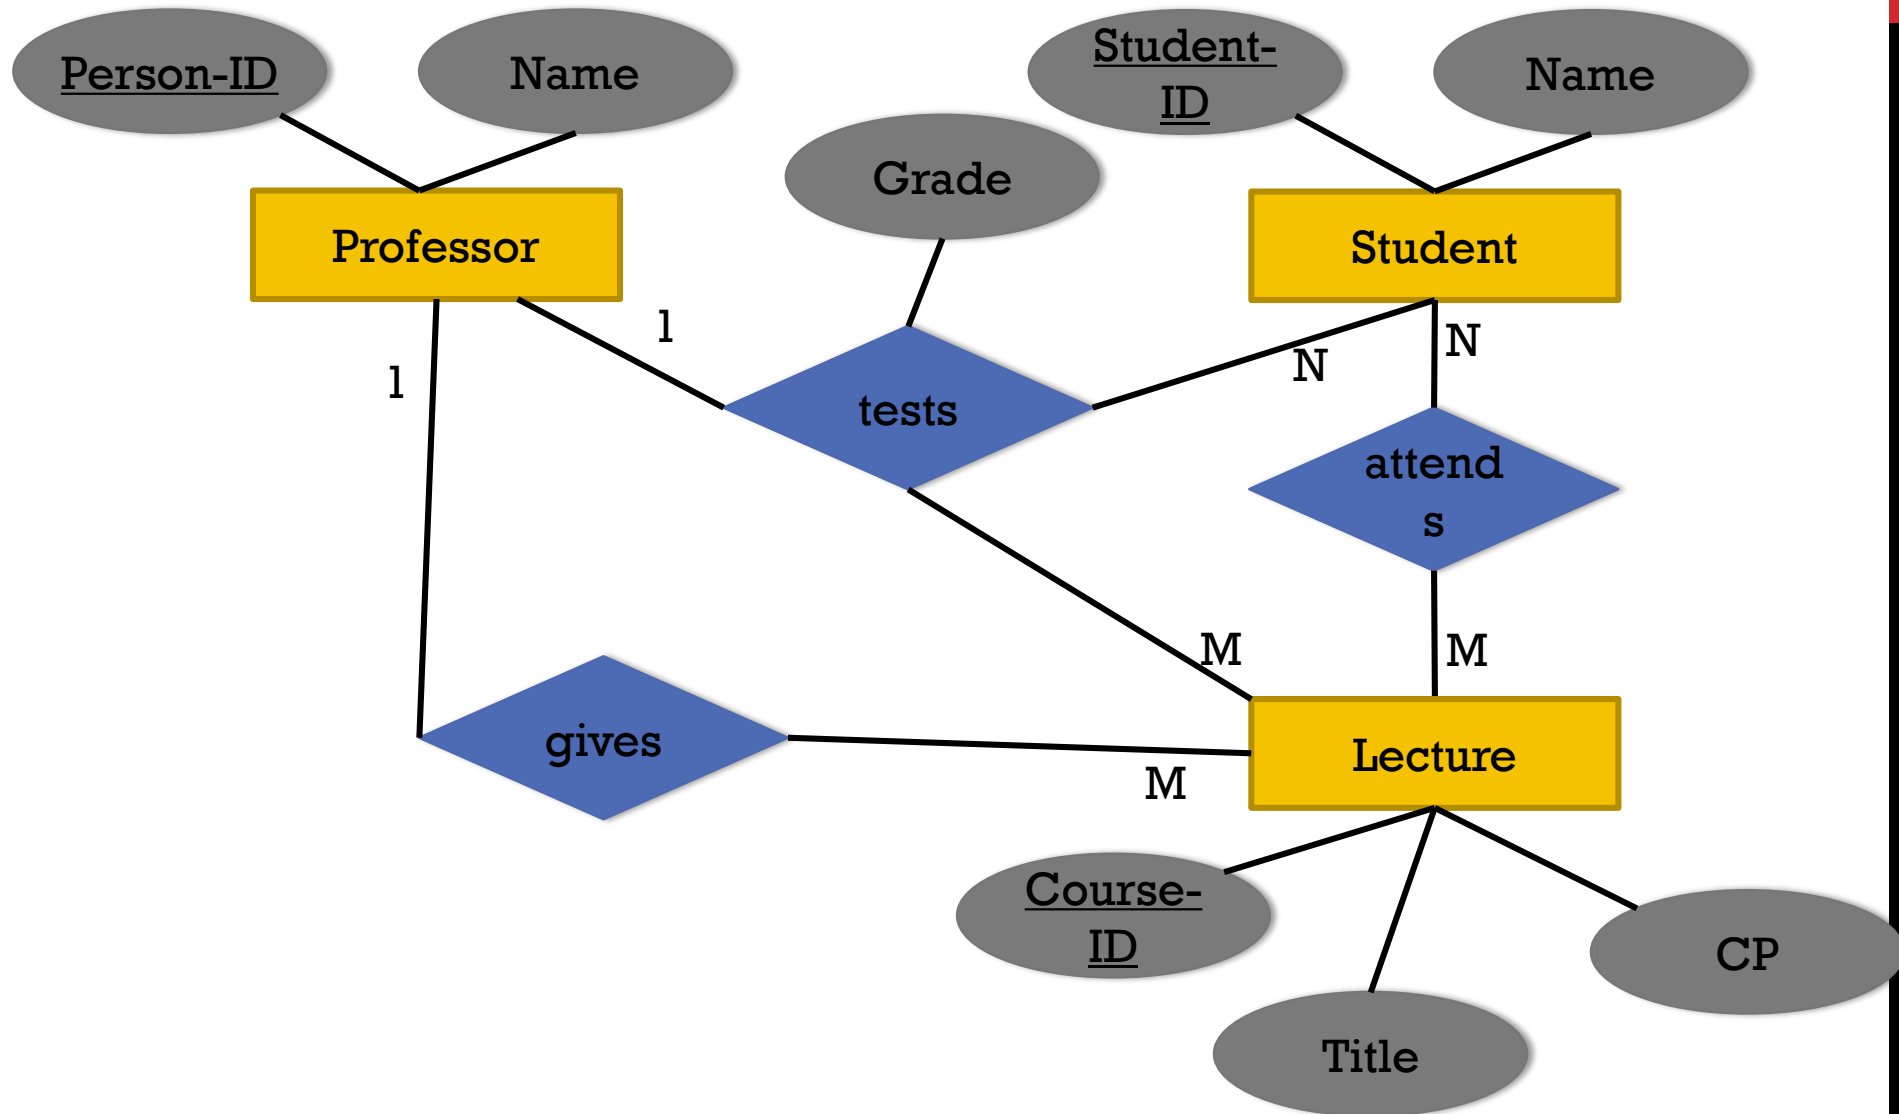 Person-ID
Name
Student-
ID
Name
Grade
Professor
Student
1
N
N
1
tests
attend
s
M
M
gives
Lecture
M
Course-
ID
CP
Title